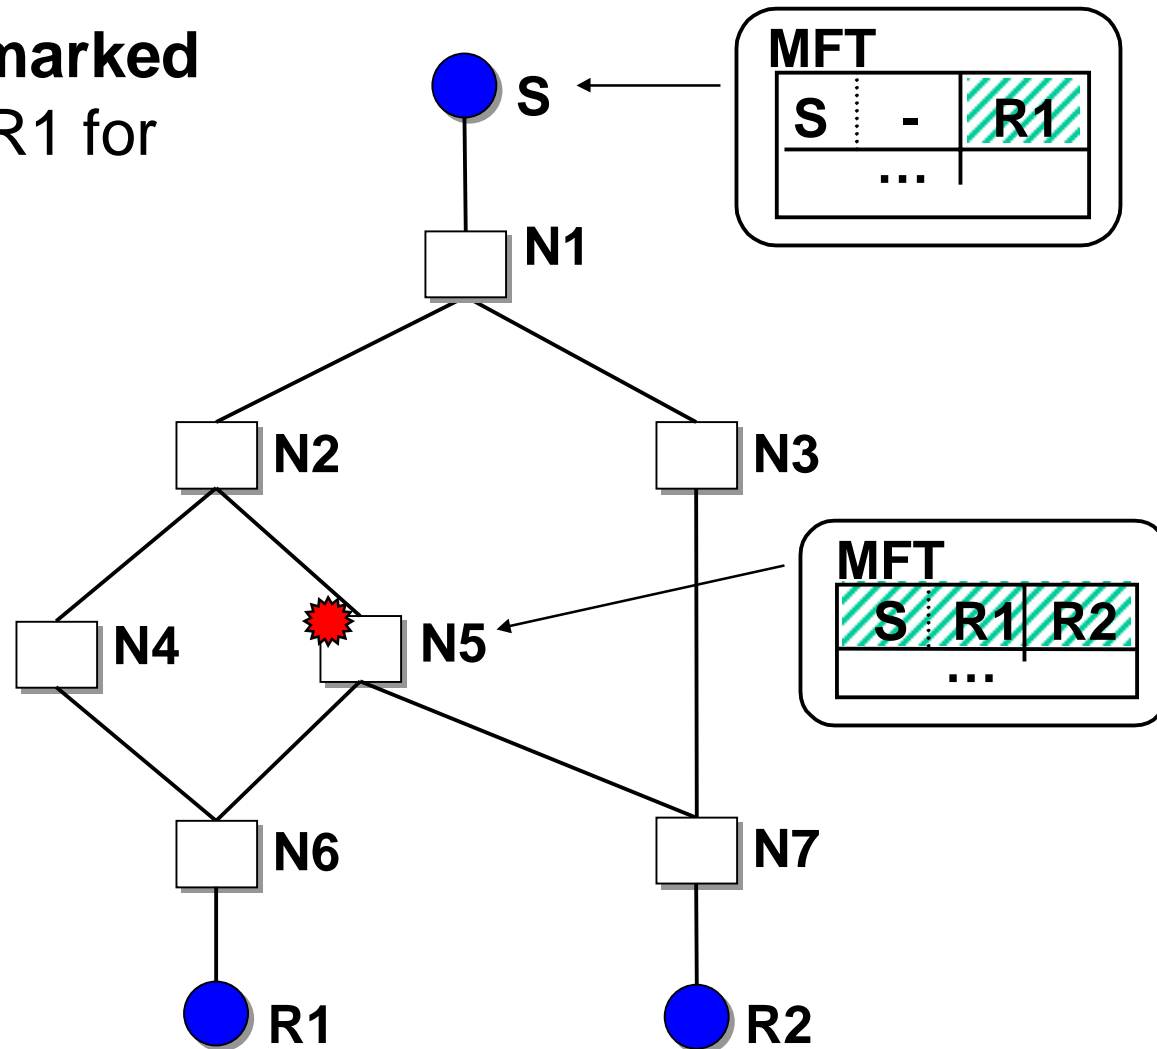 marked
R1 for
S
MFT
S - R1
...
N1
N2
N3
MFT
S R1 R2
...
N4
N5
N6
N7
R1
R2